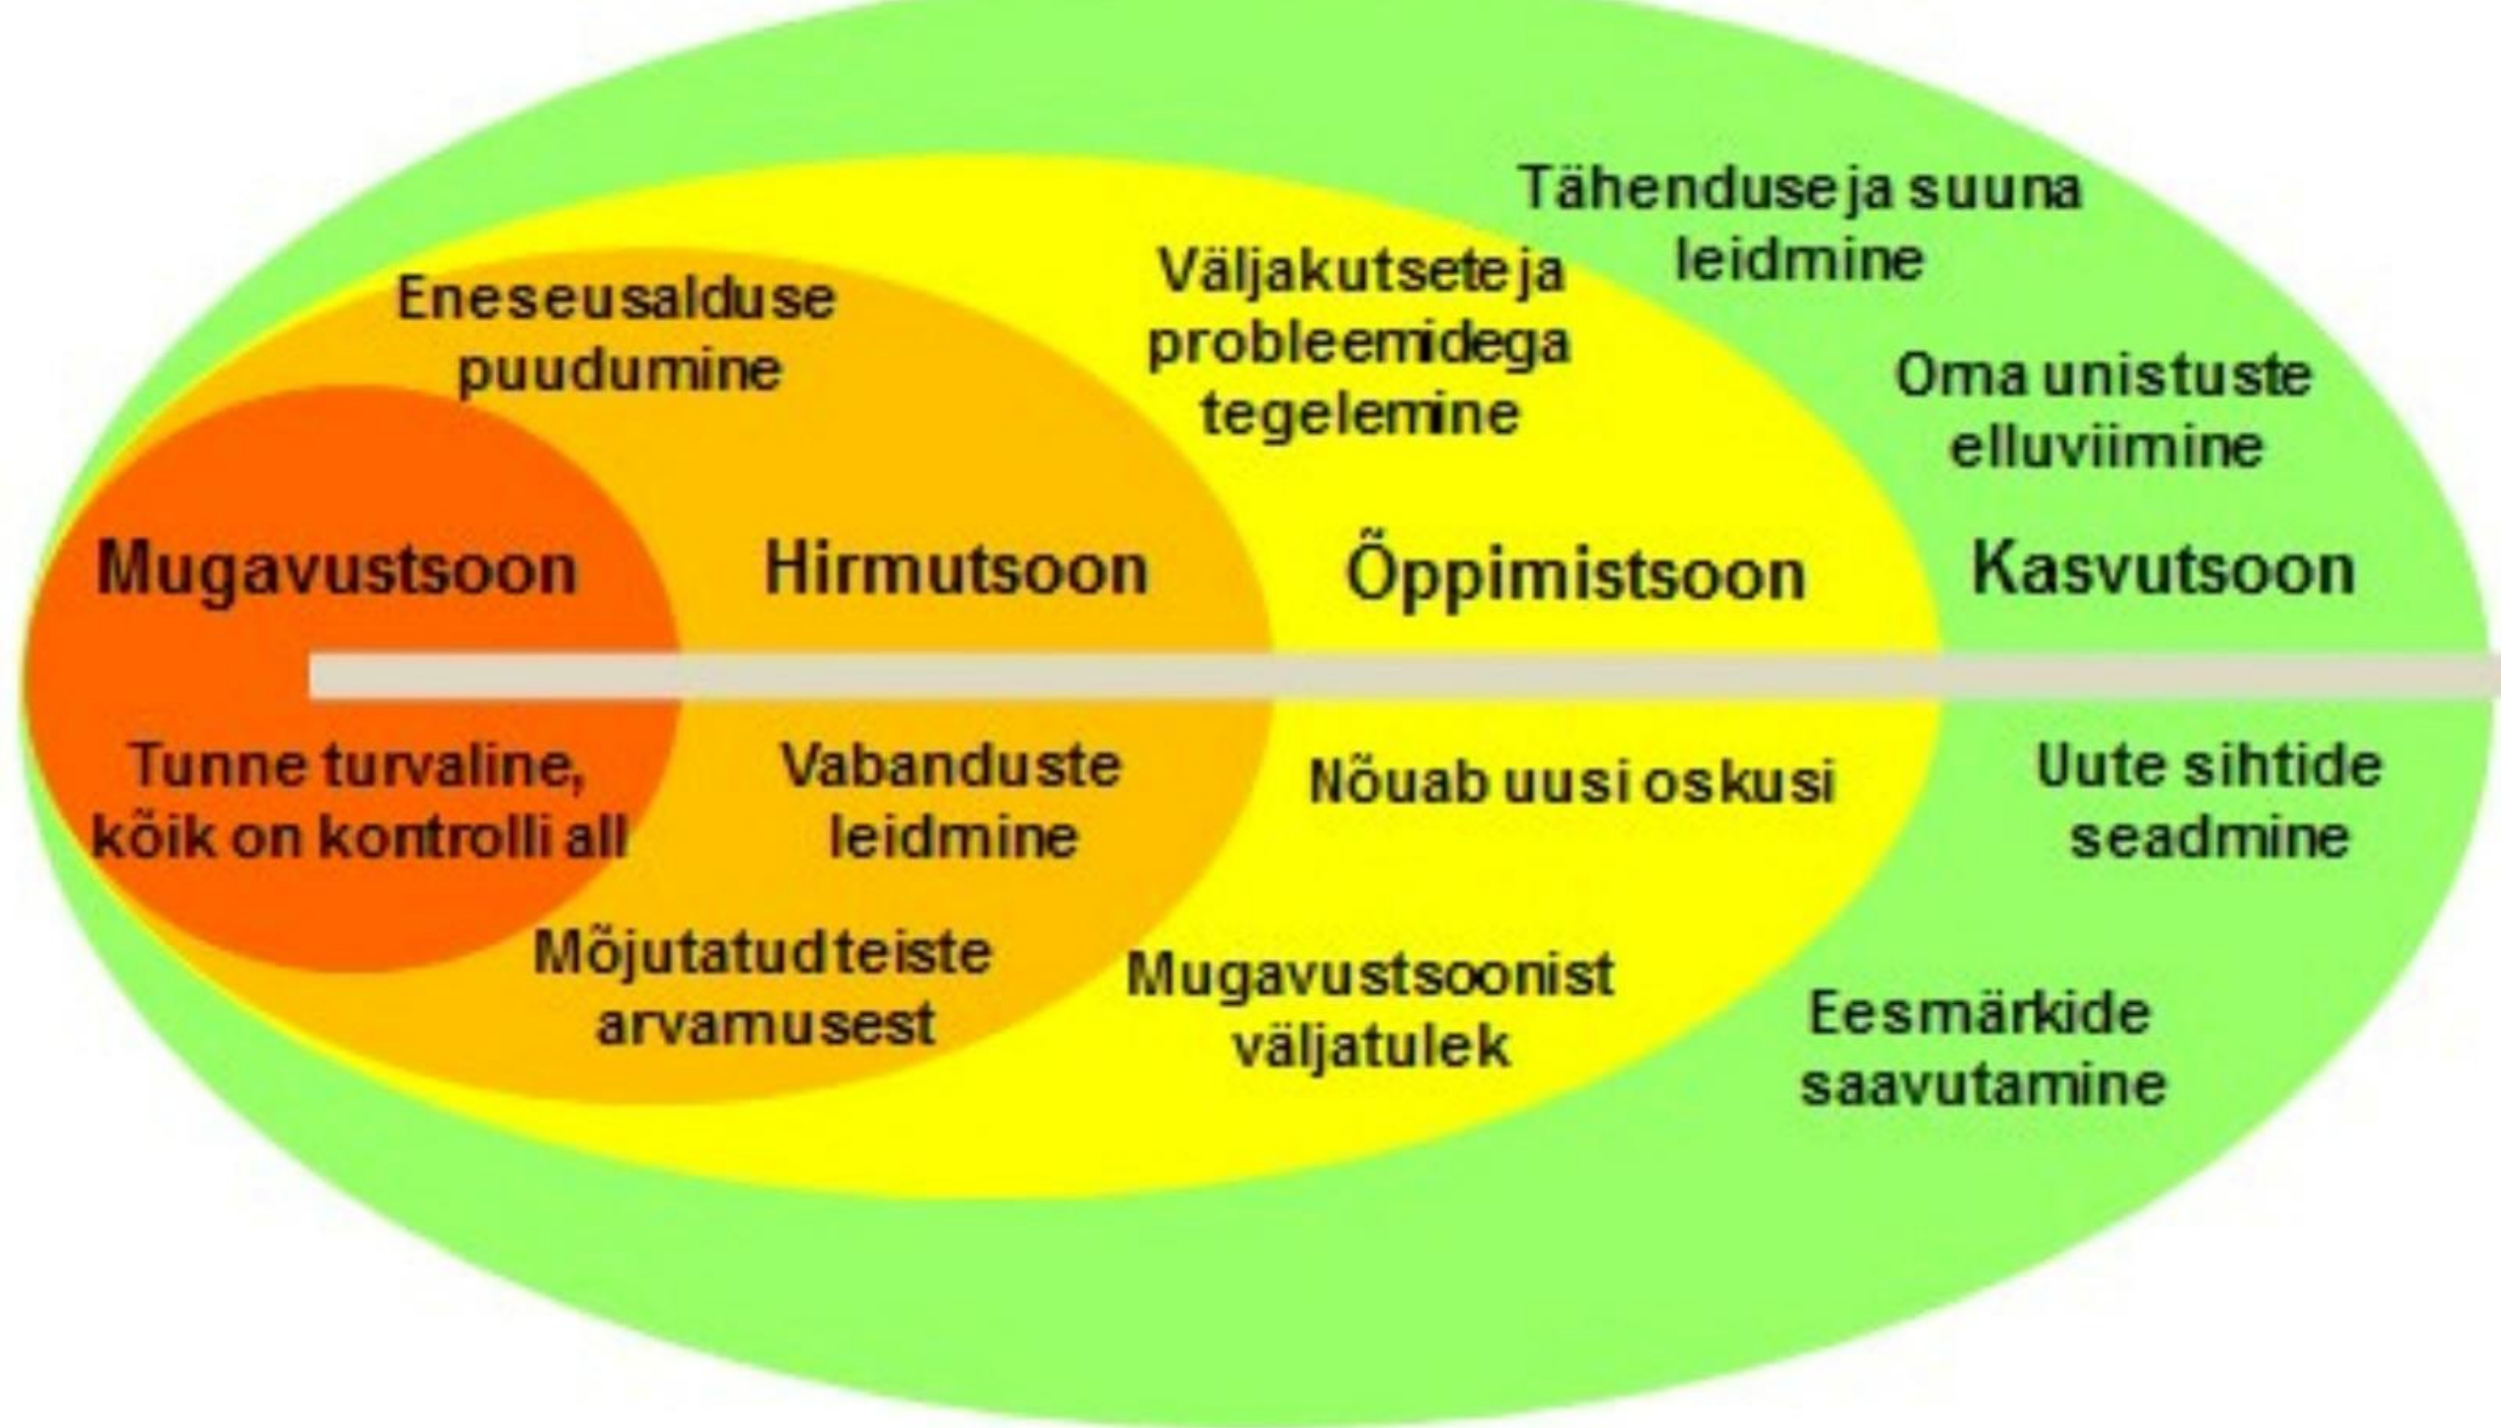 Tähenduse ja suuna
leidmine
Väljakutsete ja
probleemidega
tegelemine
Eneseusalduse
puudumine
Oma unistuste
elluviimine
Mugavustsoon
Hirmutsoon
Õppimistsoon
Kasvutsoon
Tunne turvaline,
kõik on kontrolli all
Vabanduste
leidmine
Nõuab uusi oskusi
Uute sihtide
seadmine
Mõjutatud teiste
arvamusest
Mugavustsoonist
väljatulek
Eesmärkide
saavutamine